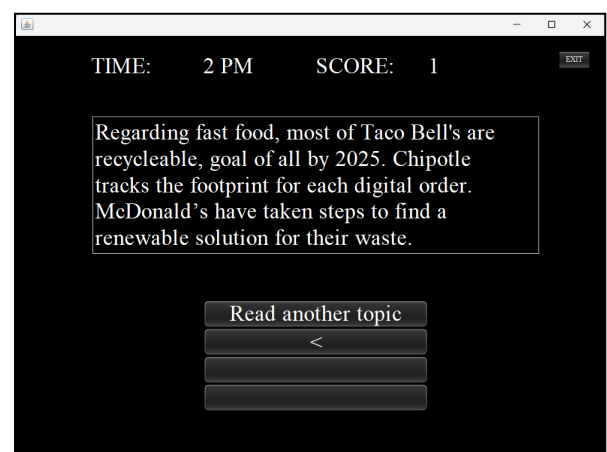 TIME: 2 PM SCORE: 1 EXIT
Regarding fast food, most of Taco Bell's are
recycleable, goal of all by 2025. Chipotle
tracks the footprint for each digital order.
McDonald’s have taken steps to find a
renewable solution for their waste.
Read another topic
<